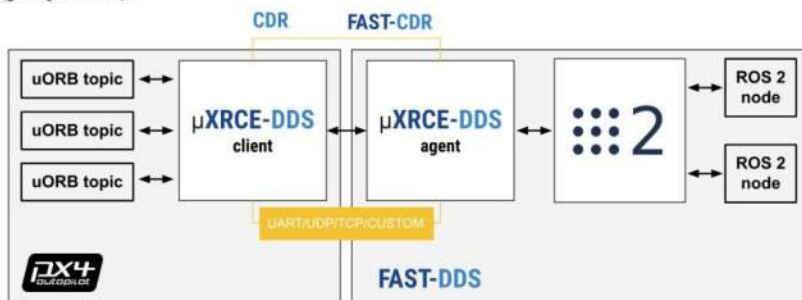 CDR FAST-CDR
uORB topic
uORB topic
uORB topic
μXRCE-DDS
client
μXRCE-DDS
agent
2
ROS 2
node
ROS 2
node
UART/UDP/TCP/CUSTOM
px4
autopilot
FAST-DDS